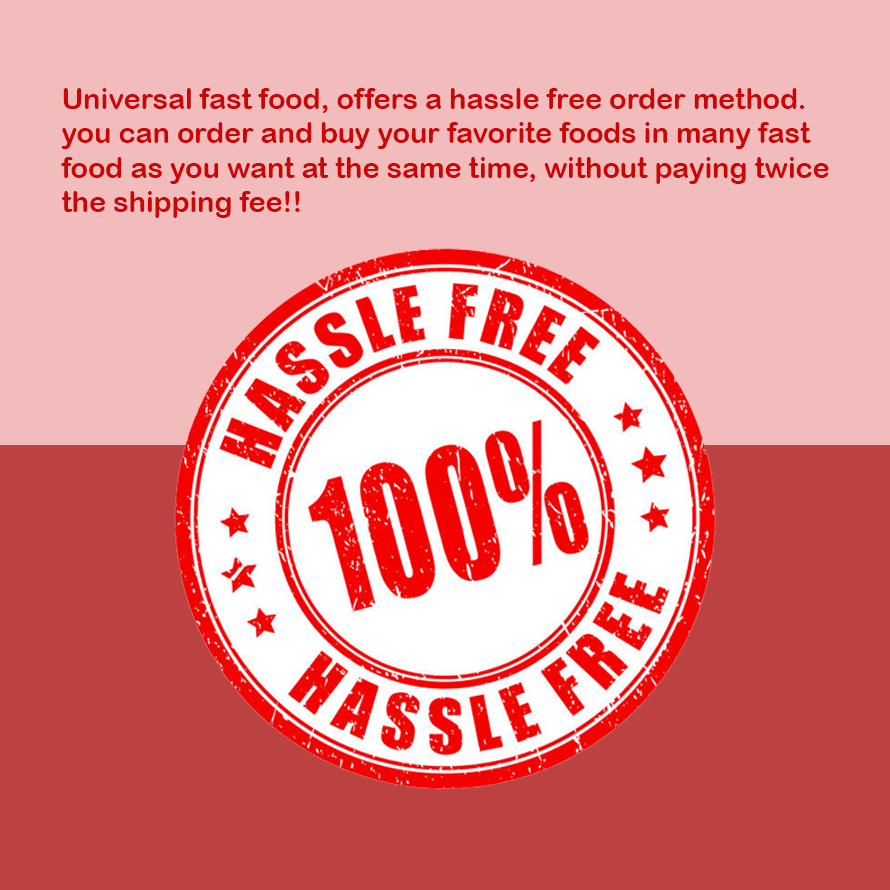 Universal fast food, offers a hassle free order method.
you can order and buy your favorite foods in many fast
food as you want at the same time, without paying twice
the shipping fee!!
HASSLE FREE
100%
HASSLE FREE